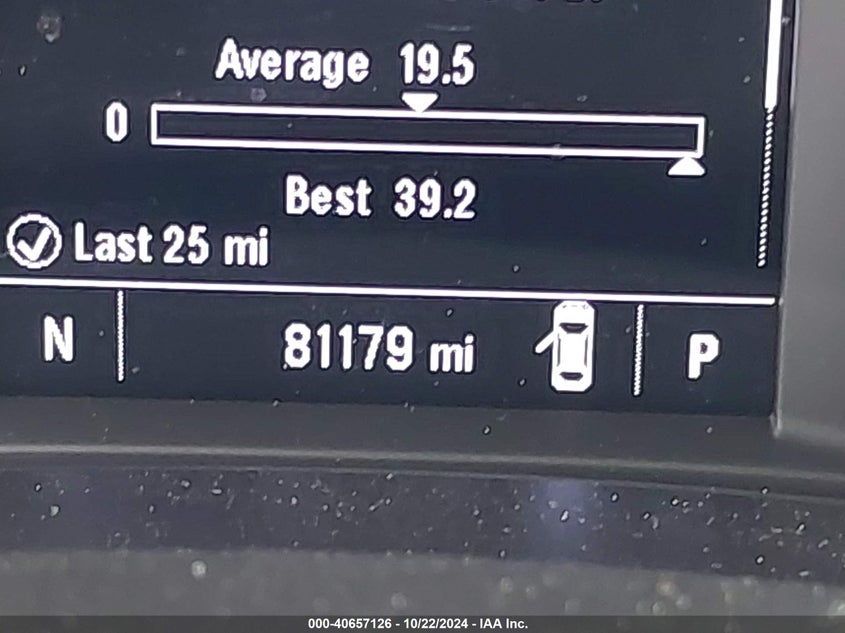 Average 19.5
0
Best 39.2
Last 25 mi
N 81179 mi P
000-40657126 - 10/22/2024 - IAA Inc.